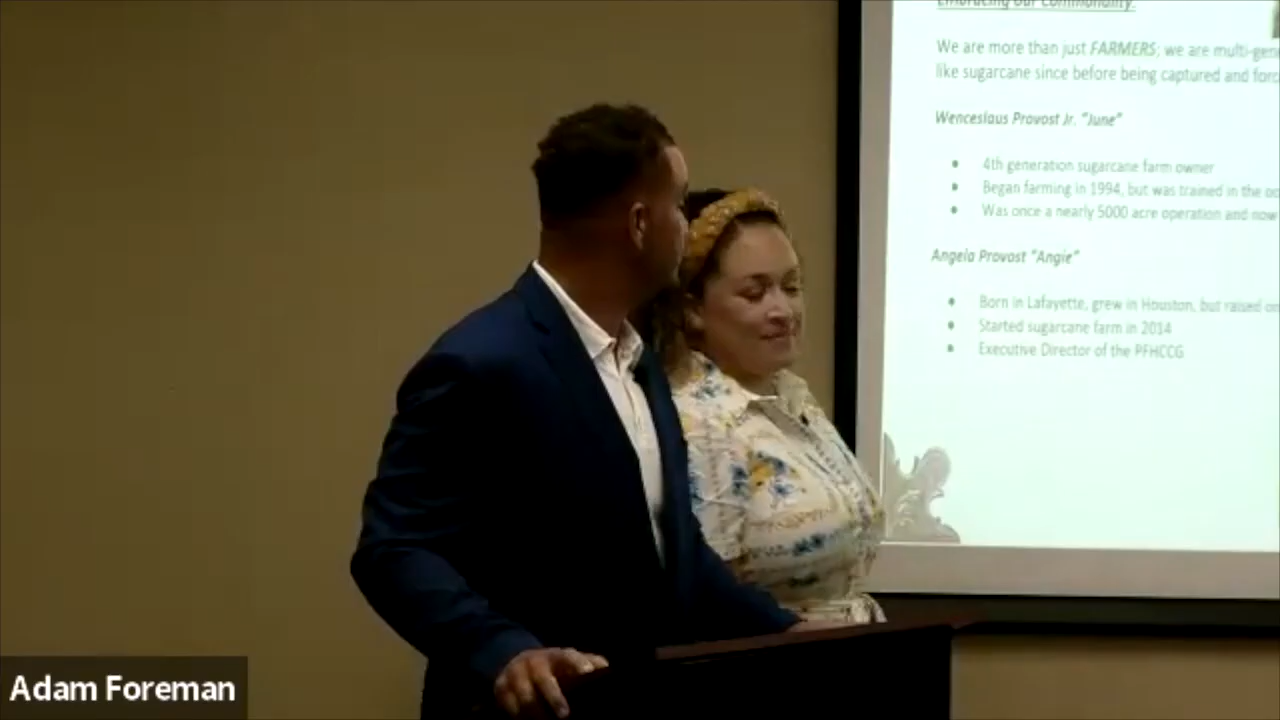 Embracing Our Commonality.
We are more than just FARMERS; we are multi-gen
like sugarcane since before being captured and forc
Wenceslaus Provost Jr. "June"
• 4th generation sugarcane farm owner
• Began farming in 1994, but was trained in the
• Was once a nearly 5000 acre operation and now
Angela Provost "Angie"
• Born in Lafayette, grew in Houston, but raised
• Started sugarcane farm in 2014
• Executive Director of the PFHCCG
Adam Foreman